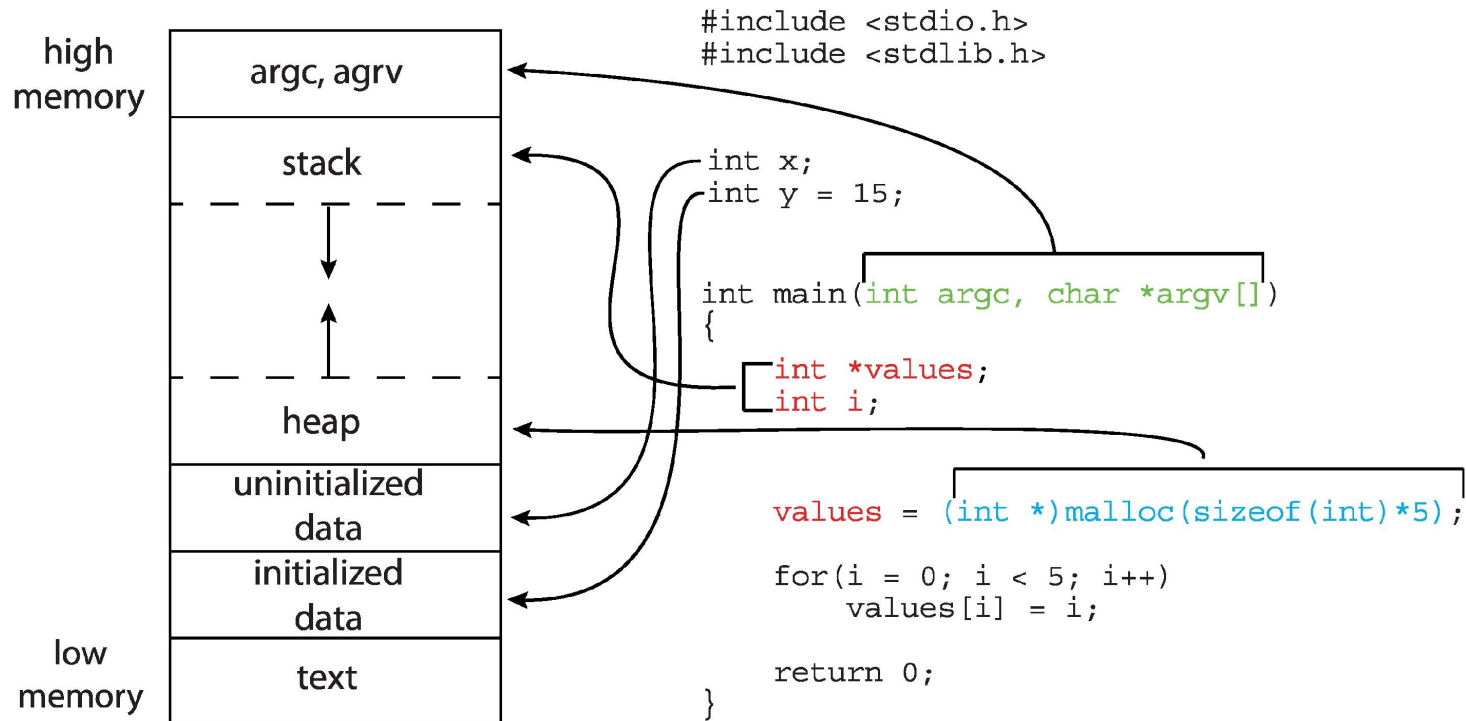 high
memory
argc, agrv
stack
heap
uninitialized
data
initialized
data
low
memory
text
#include <stdio.h>
#include <stdlib.h>
int x;
int y = 15;
int main(int argc, char *argv[])
{
int *values;
int i;
values = (int *)malloc(sizeof(int)*5);
for(i = 0; i < 5; i++)
values[i] = i;
return 0;
}